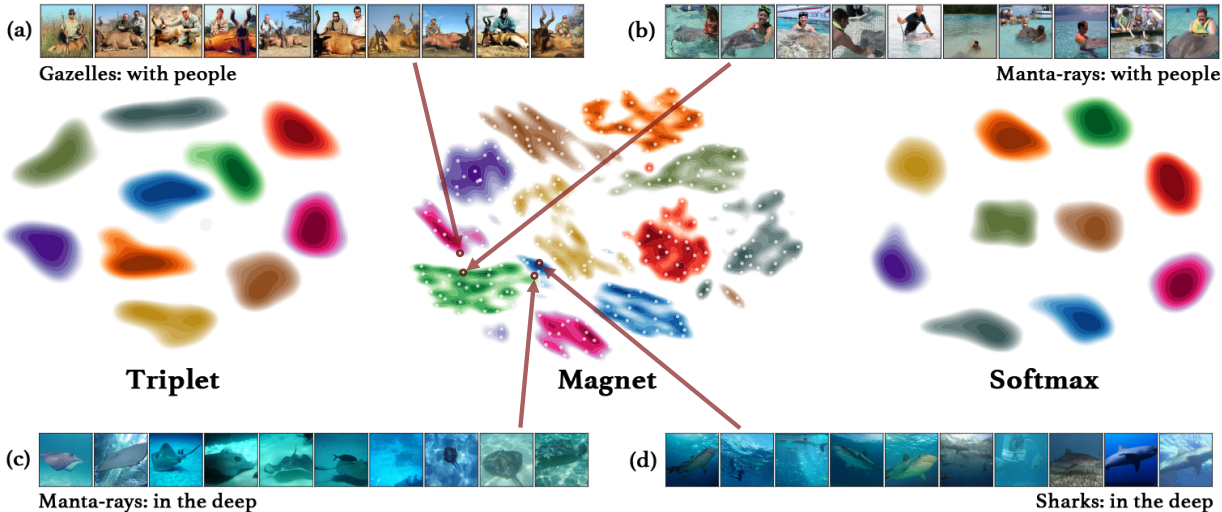 (a)
Gazelles: with people
(b)
Manta-rays: with people
Triplet
Magnet
Softmax
(c)
Manta-rays: in the deep
(d)
Sharks: in the deep